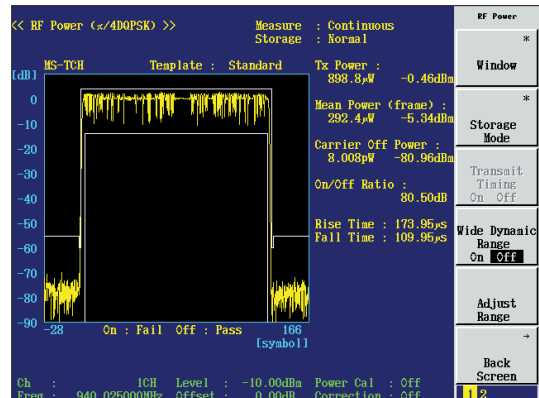 << RF Power (π/4DQPSK) >>
Measure : Continuous
Storage : Normal
MS-TCH Template : Standard
[dB]
0
-10
-20
-30
-40
-50
-60
-70
-80
-90
-28 On : Fail Off : Pass 166
[symbol]
Tx Power :
898.8μW -0.46dBm
Mean Power (frame) :
292.4μW -5.34dBm
Carrier Off Power :
8.008pW -80.96dBm
On/Off Ratio :
80.50dB
Rise Time : 173.95μs
Fall Time : 109.95μs
Ch : 1CH Level : -10.00dBm Power Cal : Off
Freq : 940.025000MHz Offset : 0.00dB Correction : Off
RF Power
*
Window
*
Storage
Mode
Transmit
Timing
On Off
Wide Dynamic
Range
On Off
Adjust
Range
→
Back
Screen
1 2